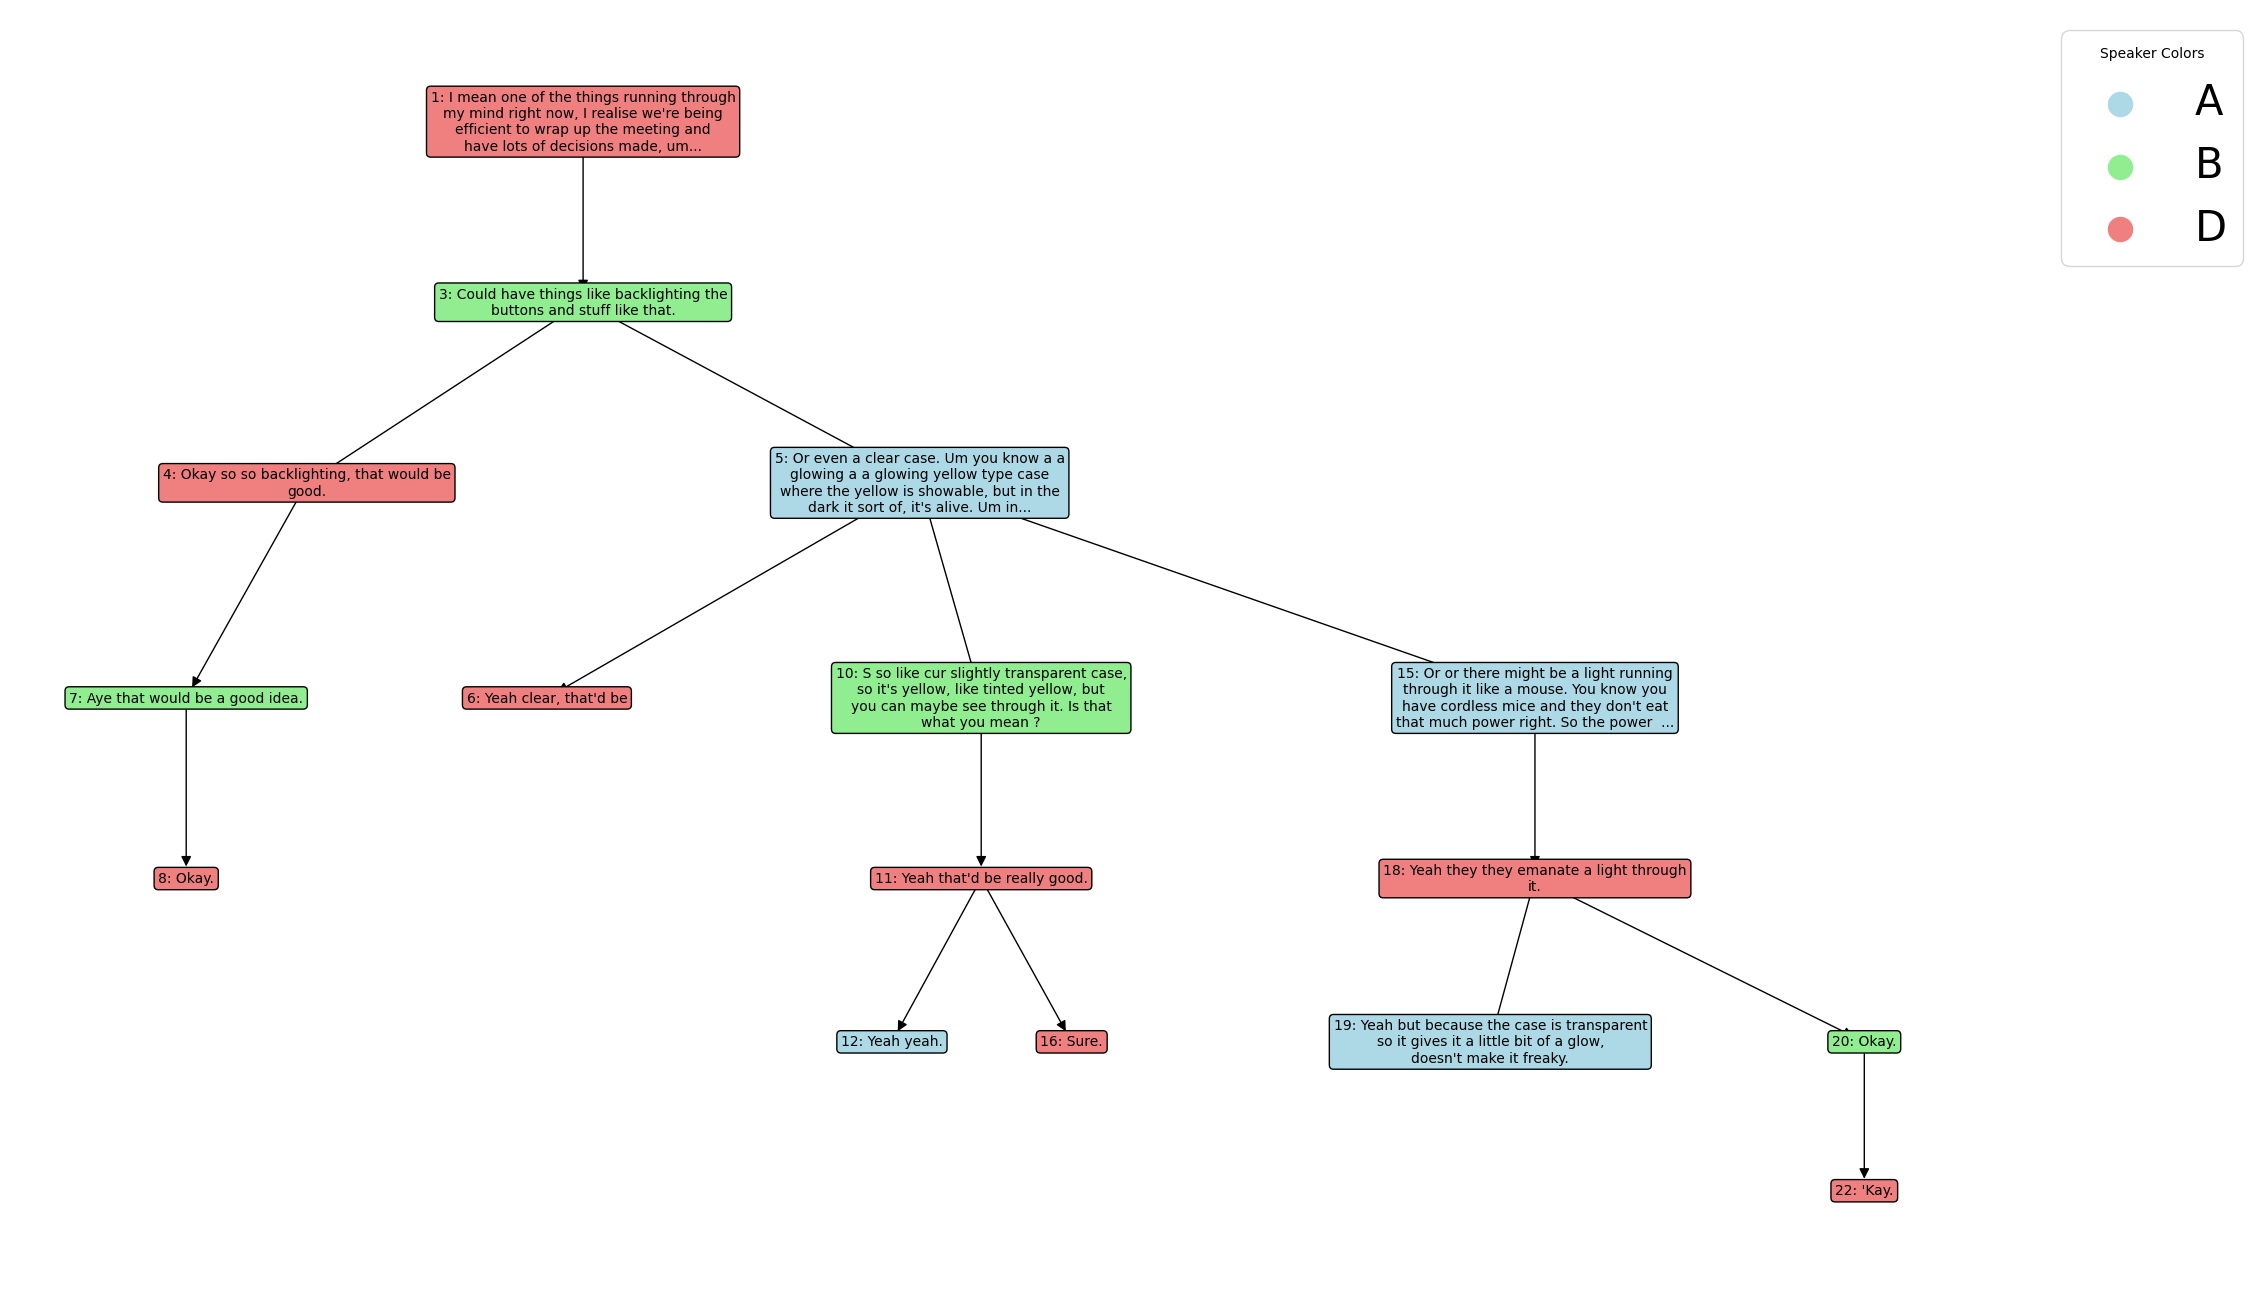 Speaker Colors
A
B
D
1: I mean one of the things running through
my mind right now, I realise we're being
efficient to wrap up the meeting and
have lots of decisions made, um...
3: Could have things like backlighting the
buttons and stuff like that.
4: Okay so so backlighting, that would be
good.
5: Or even a clear case. Um you know a a
glowing a a glowing yellow type case
where the yellow is showable, but in the
dark it sort of, it's alive. Um in...
7: Aye that would be a good idea.
6: Yeah clear, that'd be
10: S so like cur slightly transparent case,
so it's yellow, like tinted yellow, but
you can maybe see through it. Is that
what you mean ?
15: Or or there might be a light running
through it like a mouse. You know you
have cordless mice and they don't eat
that much power right. So the power  ...
8: Okay.
11: Yeah that'd be really good.
18: Yeah they they emanate a light through
it.
12: Yeah yeah.
16: Sure.
19: Yeah but because the case is transparent
so it gives it a little bit of a glow,
doesn't make it freaky.
20: Okay.
22: 'Kay.